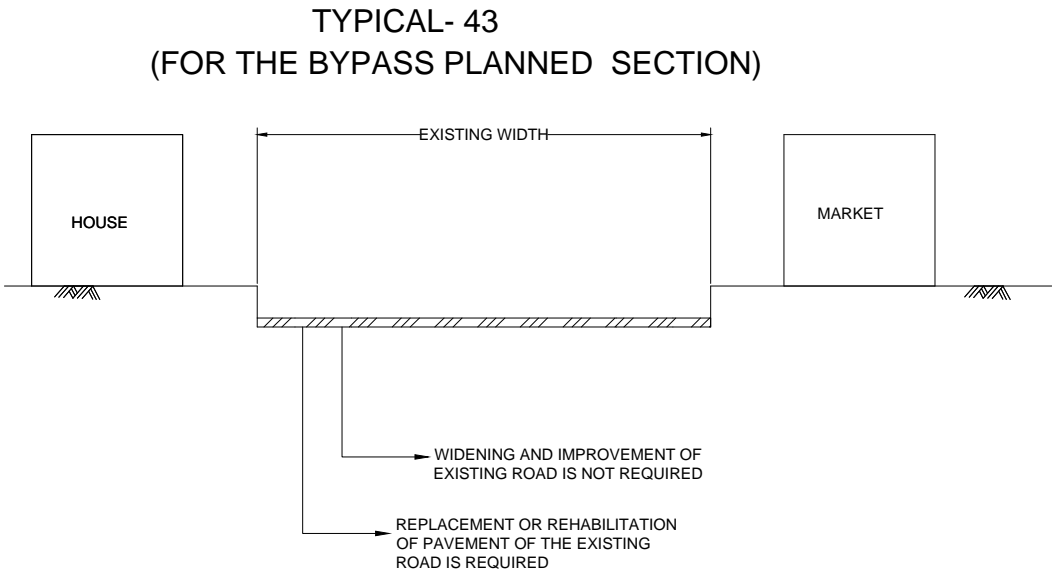 TYPICAL- 43
(FOR THE BYPASS PLANNED SECTION)
EXISTING WIDTH
HOUSE
MARKET
WIDENING AND IMPROVEMENT OF
EXISTING ROAD IS NOT REQUIRED
REPLACEMENT OR REHABILITATION
OF PAVEMENT OF THE EXISTING
ROAD IS REQUIRED